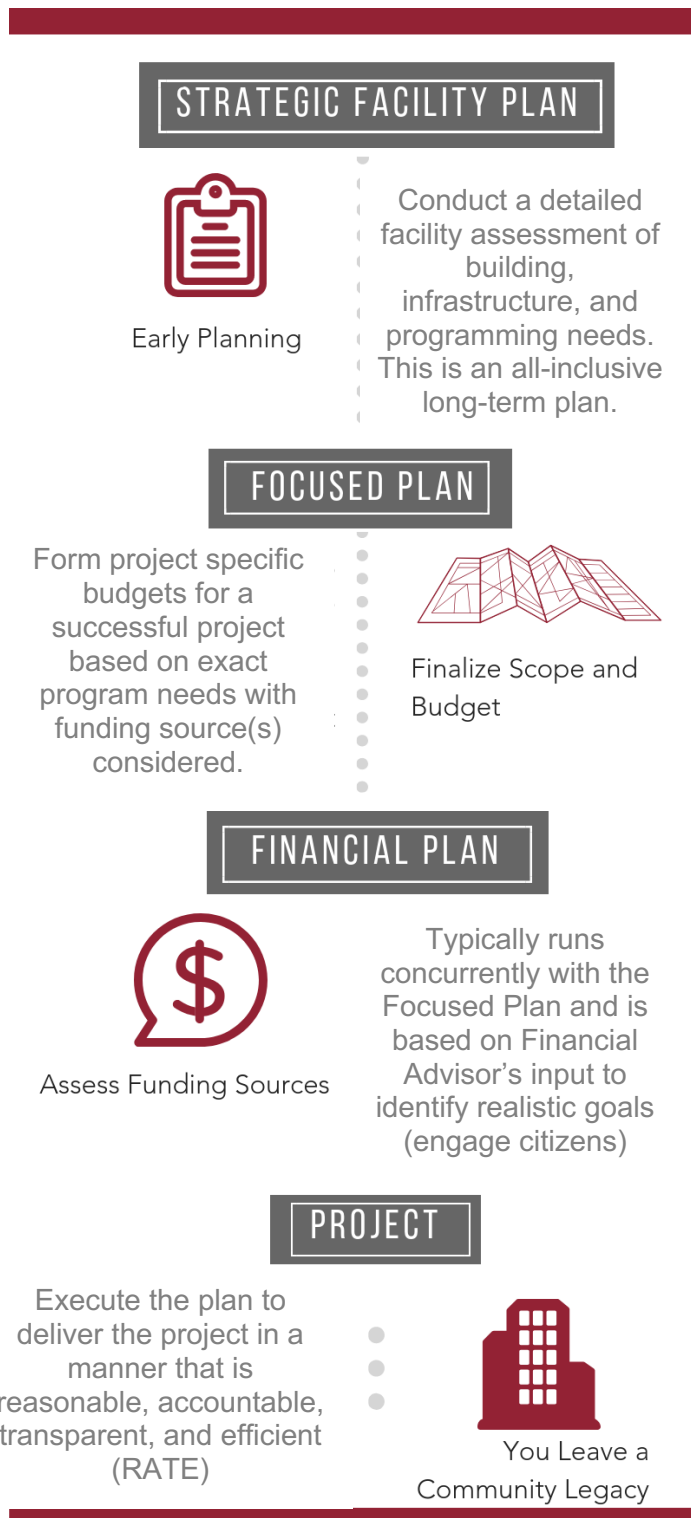 STRATEGIC FACILITY PLAN
Early Planning
Conduct a detailed
facility assessment of
building,
infrastructure, and
programming needs.
This is an all-inclusive
long-term plan.
FOCUSED PLAN
Form project specific
budgets for a
successful project
based on exact
program needs with
funding source(s)
considered.
Finalize Scope and
Budget
FINANCIAL PLAN
$
Assess Funding Sources
Typically runs
concurrently with the
Focused Plan and is
based on Financial
Advisor’s input to
identify realistic goals
(engage citizens)
PROJECT
Execute the plan to
deliver the project in a
manner that is
reasonable, accountable,
transparent, and efficient
(RATE)
You Leave a
Community Legacy